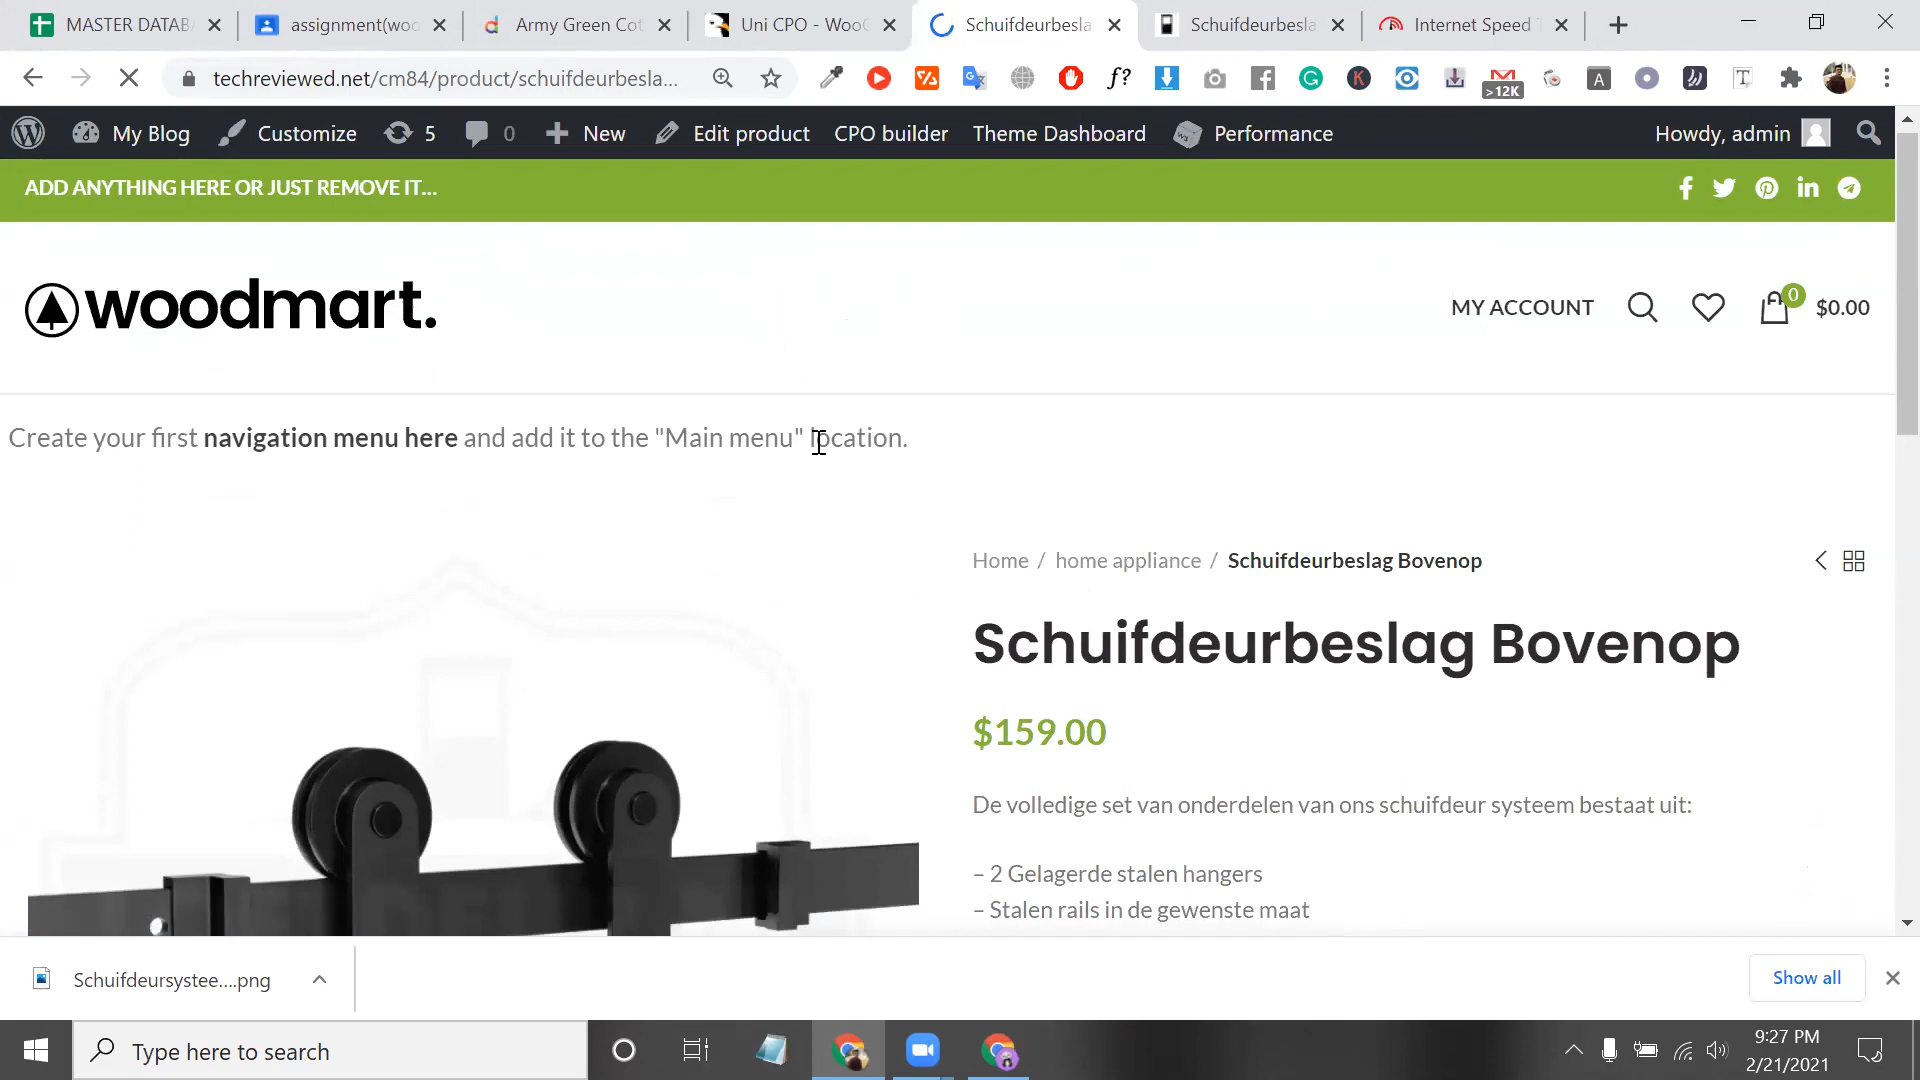 MASTER DATAB
assignment(woo
Army Green Cot
Uni CPO - WooC
Schuifdeurbesla
Schuifdeurbesla
Internet Speed T
techreviewed.net/cm84/product/schuifdeurbesla...
f?
>12K
My Blog
Customize
5
0
New
Edit product
CPO builder
Theme Dashboard
Performance
Howdy, admin
ADD ANYTHING HERE OR JUST REMOVE IT...
woodmart.
MY ACCOUNT
0
$0.00
Create your first navigation menu here and add it to the "Main menu" location.
Home / home appliance / Schuifdeurbeslag Bovenop
Schuifdeurbeslag Bovenop
$159.00
De volledige set van onderdelen van ons schuifdeur systeem bestaat uit:
– 2 Gelagerde stalen hangers
– Stalen rails in de gewenste maat
Schuifdeursystee....png
Show all
Type here to search
9:27 PM
2/21/2021